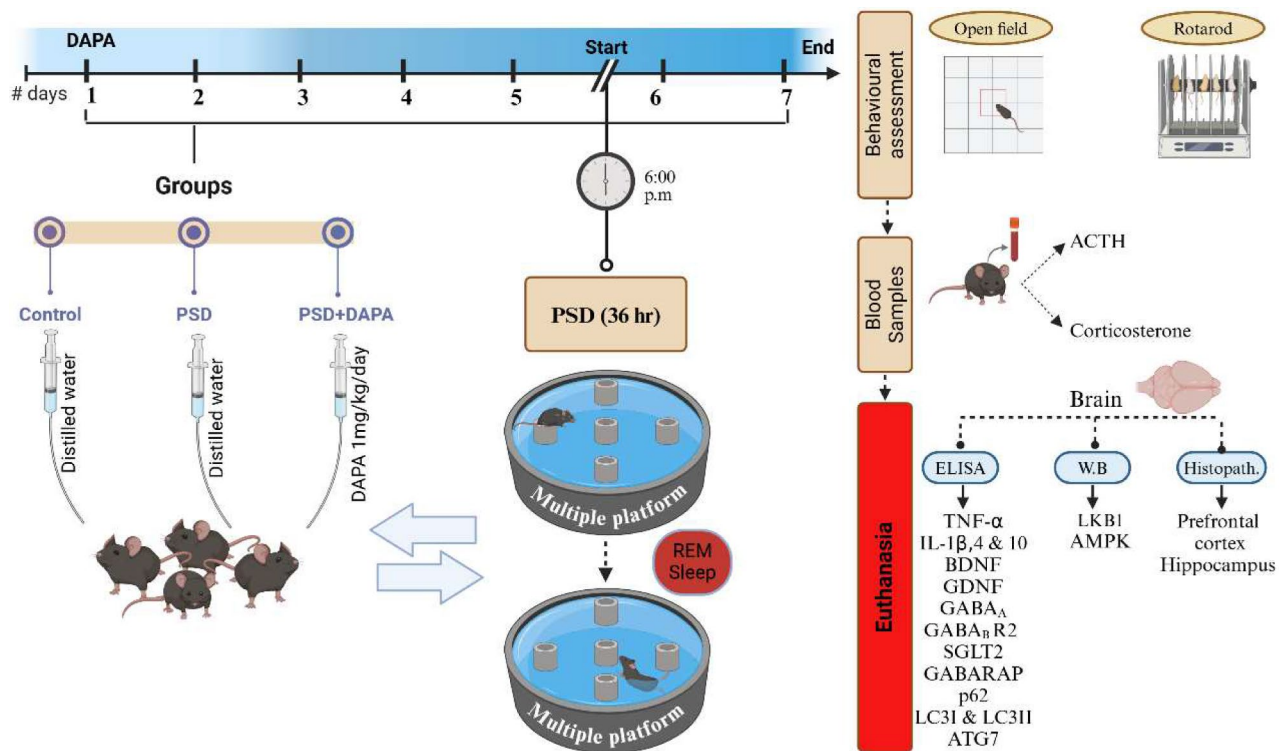 DAPA
Start
End
# days
1
2
3
4
5
6
7
6:00
p.m
Groups
Control
PSD
PSD+DAPA
Distilled water
Distilled water
DAPA 1mg/kg/day
PSD (36 hr)
Multiple platform
REM
Sleep
Multiple platform
Behavioural
assessment
Open field
Rotarod
Blood
Samples
ACTH
Corticosterone
Euthanasia
Brain
ELISA
W.B
Histopath.
TNF-α
IL-1β,4 & 10
BDNF
GDNF
GABAA
GABAB R2
SGLT2
GABARAP
p62
LC3I & LC3II
ATG7
LKB1
AMPK
Prefrontal
cortex
Hippocampus